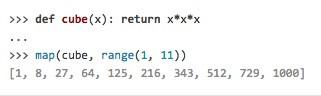 >>> def cube(x): return x*x*x
...
>>> map(cube, range(1, 11))
[1, 8, 27, 64, 125, 216, 343, 512, 729, 1000]